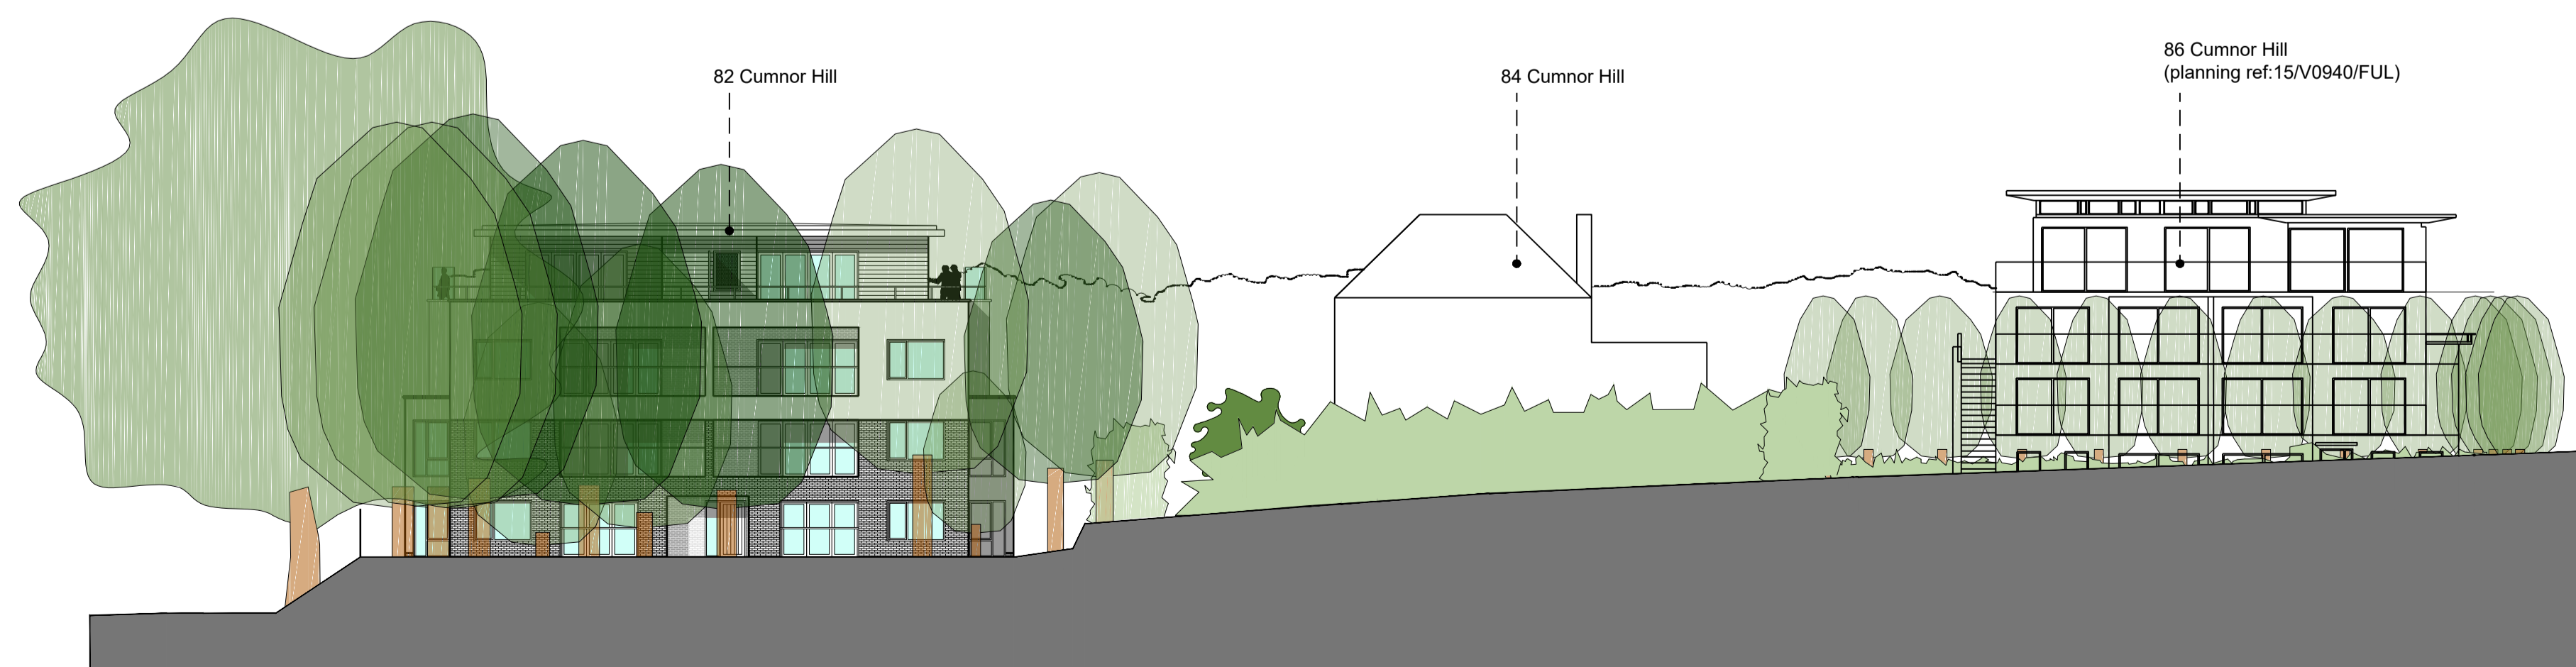 82 Cumnor Hill
84 Cumnor Hill
86 Cumnor Hill
(planning ref:15/V0940/FUL)